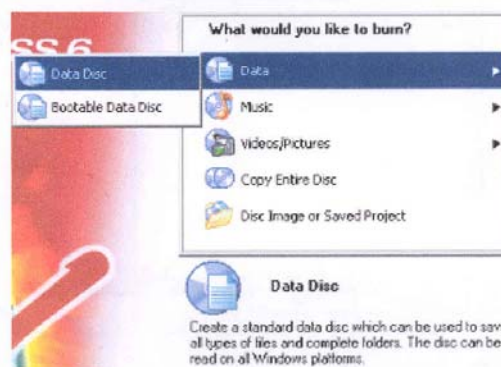 SS 6
What would you like to burn?
Data Disc
Bootable Data Disc
Data
Music
Videos/Pictures
Copy Entire Disc
Disc Image or Saved Project
Data Disc
Create a standard data disc which can be used to sav
all types of files and complete folders. The disc can be
read on all Windows platforms.